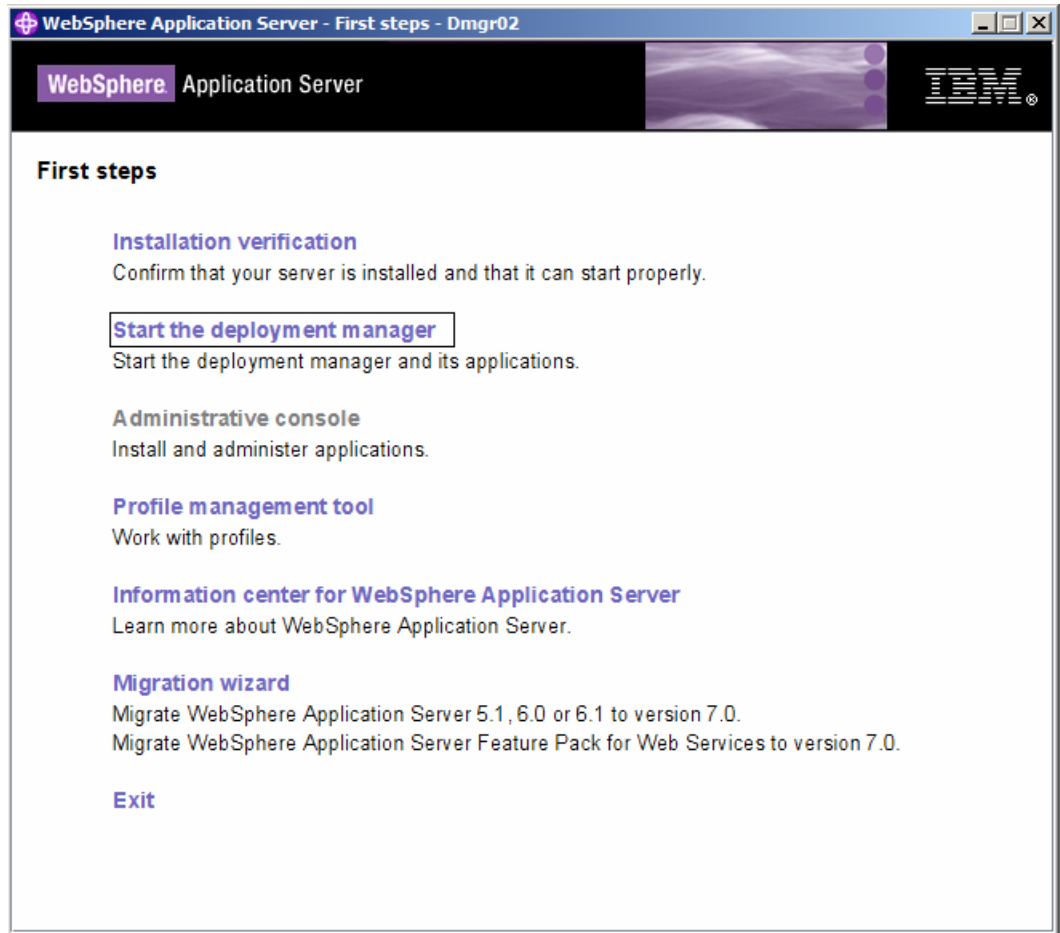 WebSphere Application Server - First steps - Dmgr02
WebSphere. Application Server
IBM®
First steps
Installation verification
Confirm that your server is installed and that it can start properly.
Start the deployment manager
Start the deployment manager and its applications.
Administrative console
Install and administer applications.
Profile management tool
Work with profiles.
Information center for WebSphere Application Server
Learn more about WebSphere Application Server.
Migration wizard
Migrate WebSphere Application Server 5.1, 6.0 or 6.1 to version 7.0.
Migrate WebSphere Application Server Feature Pack for Web Services to version 7.0.
Exit